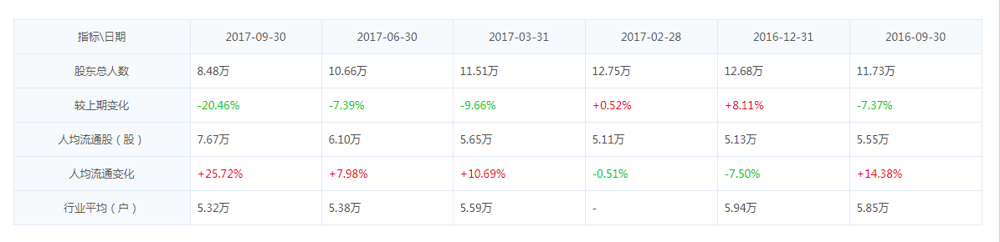 指标\日期 2017-09-30 2017-06-30 2017-03-31 2017-02-28 2016-12-31 2016-09-30
股东总人数 8.48万 10.66万 11.51万 12.75万 12.68万 11.73万
较上期变化 -20.46% -7.39% -9.66% +0.52% +8.11% -7.37%
人均流通股（股） 7.67万 6.10万 5.65万 5.11万 5.13万 5.55万
人均流通变化 +25.72% +7.98% +10.69% -0.51% -7.50% +14.38%
行业平均（户） 5.32万 5.38万 5.59万 - 5.94万 5.85万